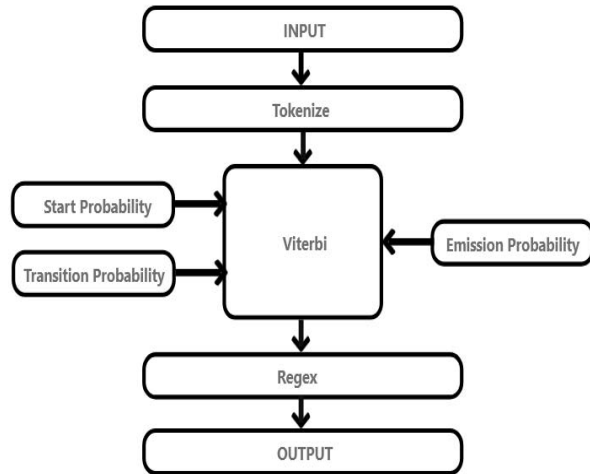 INPUT
Tokenize
Start Probability
Viterbi
Emission Probability
Transition Probability
Regex
OUTPUT